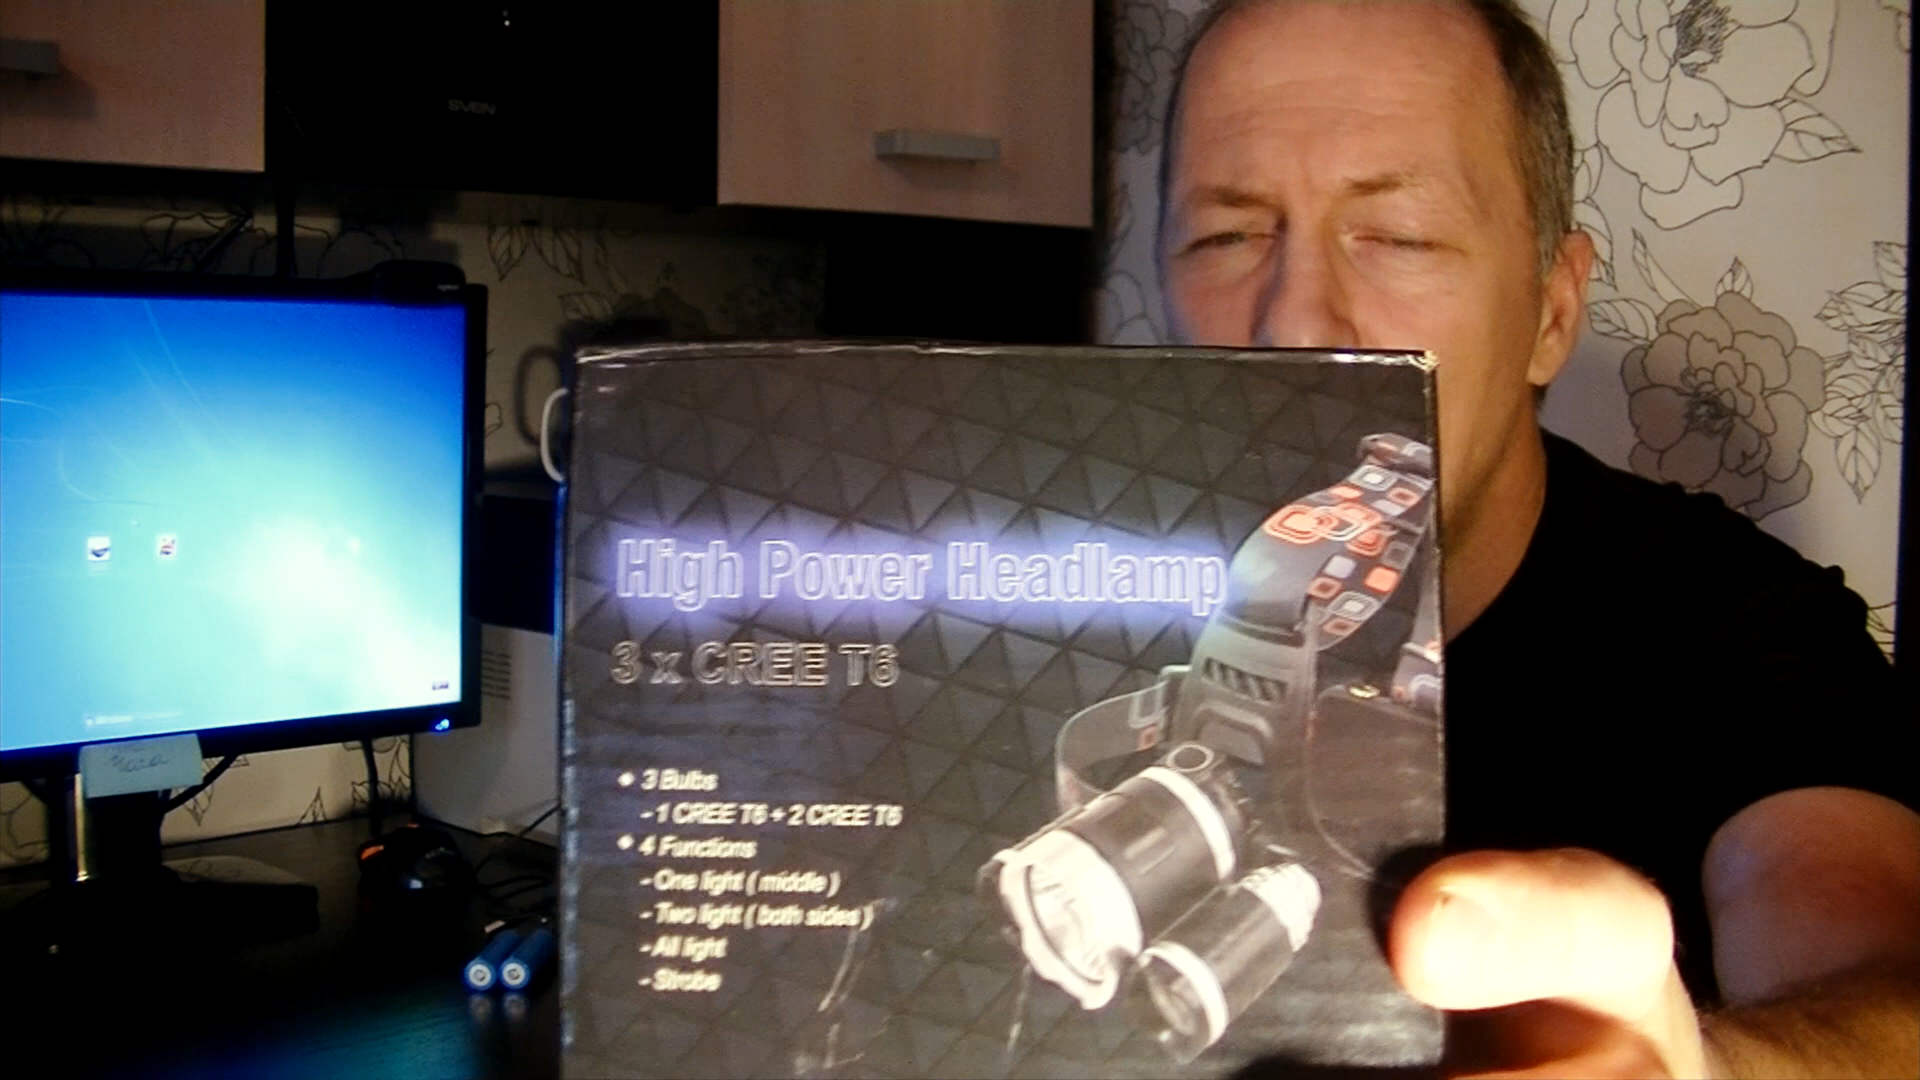 SVEN
High Power Headlamp
3 x CREE T6
• 3 Bulbs
- 1 CREE T6 + 2 CREE T6
• 4 Functions
- One light ( middle )
- Two light ( both sides )
- All light
- Strobe